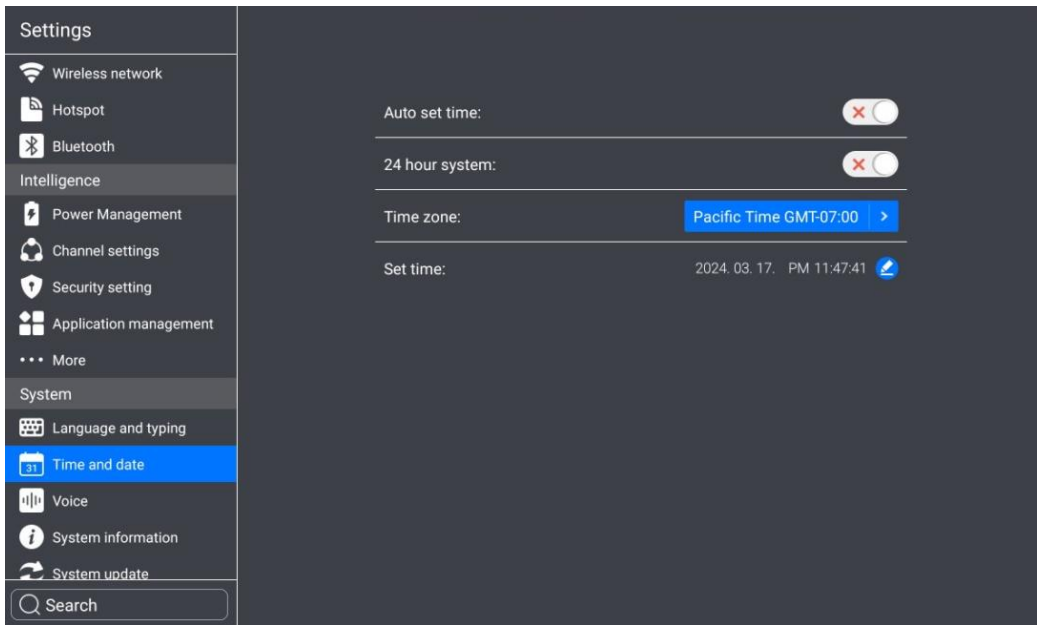 Settings
Wireless network
Hotspot
Bluetooth
Intelligence
Power Management
Channel settings
Security setting
Application management
More
System
Language and typing
31 Time and date
Voice
System information
System update
Search
Auto set time:
24 hour system:
Time zone: Pacific Time GMT-07:00
Set time: 2024. 03. 17. PM 11:47:41